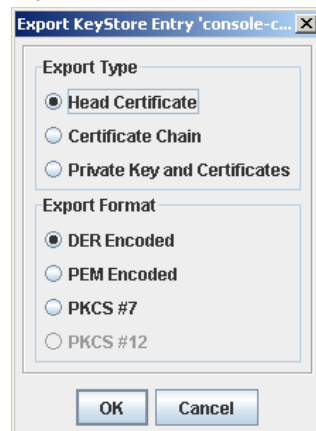 Export KeyStore Entry 'console-c...
Export Type
Head Certificate
Certificate Chain
Private Key and Certificates
Export Format
DER Encoded
PEM Encoded
PKCS #7
PKCS #12
OK Cancel